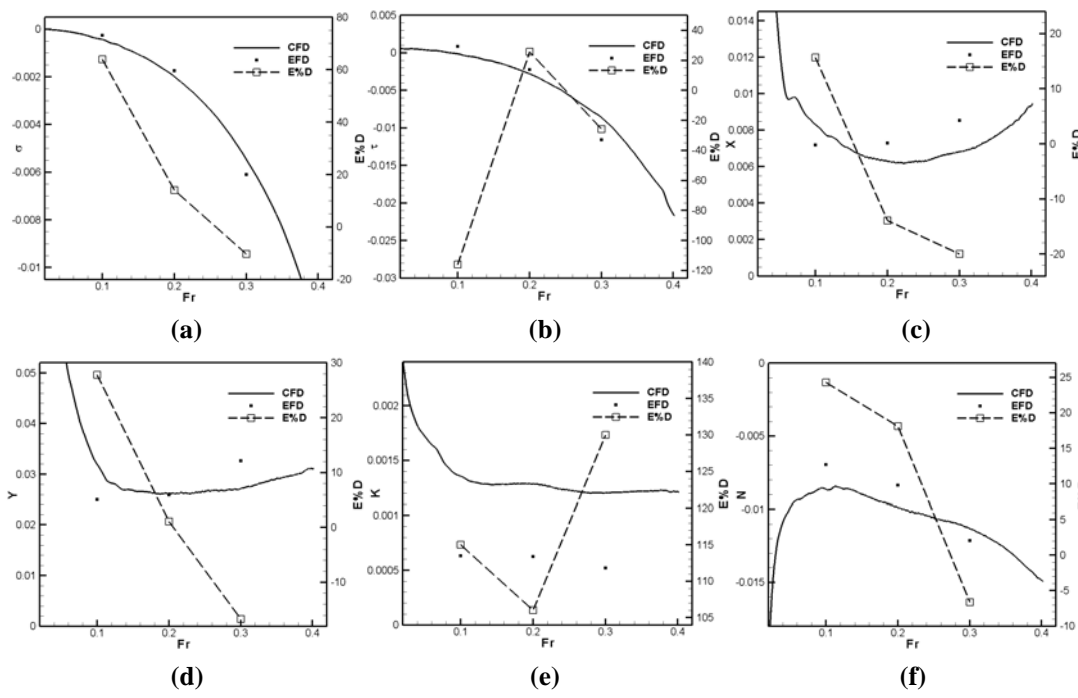 0
-0.002
-0.004
-0.006
-0.008
-0.01
σ
CFD
EFD
E%D
80
60
40
20
0
-20
E%D
0.1
0.2
0.3
0.4
Fr
(a)
0.005
0
-0.005
-0.01
-0.015
-0.02
-0.025
-0.03
τ
CFD
EFD
E%D
40
20
0
-20
-40
-60
-80
-100
-120
E%D
0.1
0.2
0.3
0.4
Fr
(b)
0.014
0.012
0.01
0.008
0.006
0.004
0.002
X
CFD
EFD
E%D
20
10
0
-10
-20
E%D
0.1
0.2
0.3
0.4
Fr
(c)
0.05
0.04
0.03
0.02
0.01
0
Y
CFD
EFD
E%D
30
20
10
0
-10
E%D
0.1
0.2
0.3
0.4
Fr
(d)
0.002
0.0015
0.001
0.0005
0
K
CFD
EFD
E%D
140
135
130
125
120
115
110
105
E%D
0.1
0.2
0.3
0.4
Fr
(e)
0
-0.005
-0.01
-0.015
N
CFD
EFD
E%D
25
20
15
10
5
0
-5
-10
0.1
0.2
0.3
0.4
Fr
(f)